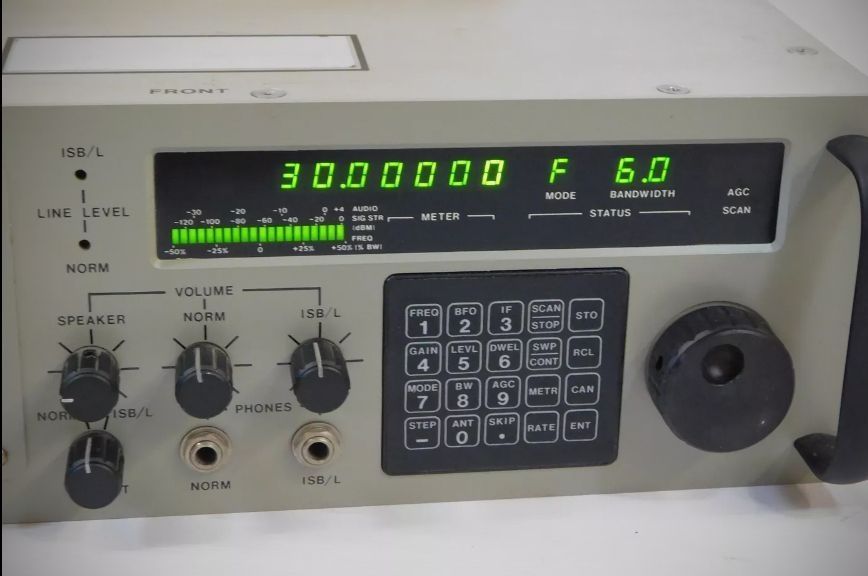 FRONT
ISB/L
LINE LEVEL
NORM
30.00000 F 6.0
MODE BANDWIDTH AGC
STATUS SCAN
METER
-30 -20 -10 0 +4 AUDIO
-120 -100 -80 -60 -40 -20 0 SIG STR
(dBM)
FREQ
-50% -25% 0 +25% +50% (% BW)
VOLUME
SPEAKER NORM ISB/L
NORM ISB/L PHONES
NORM ISB/L
FREQ 1 BFO 2 IF 3 SCAN STOP STO
GAIN 4 LEVL 5 DWEL 6 SWP CONT RCL
MODE 7 BW 8 AGC 9 METR CAN
STEP - ANT 0 SKIP . RATE ENT